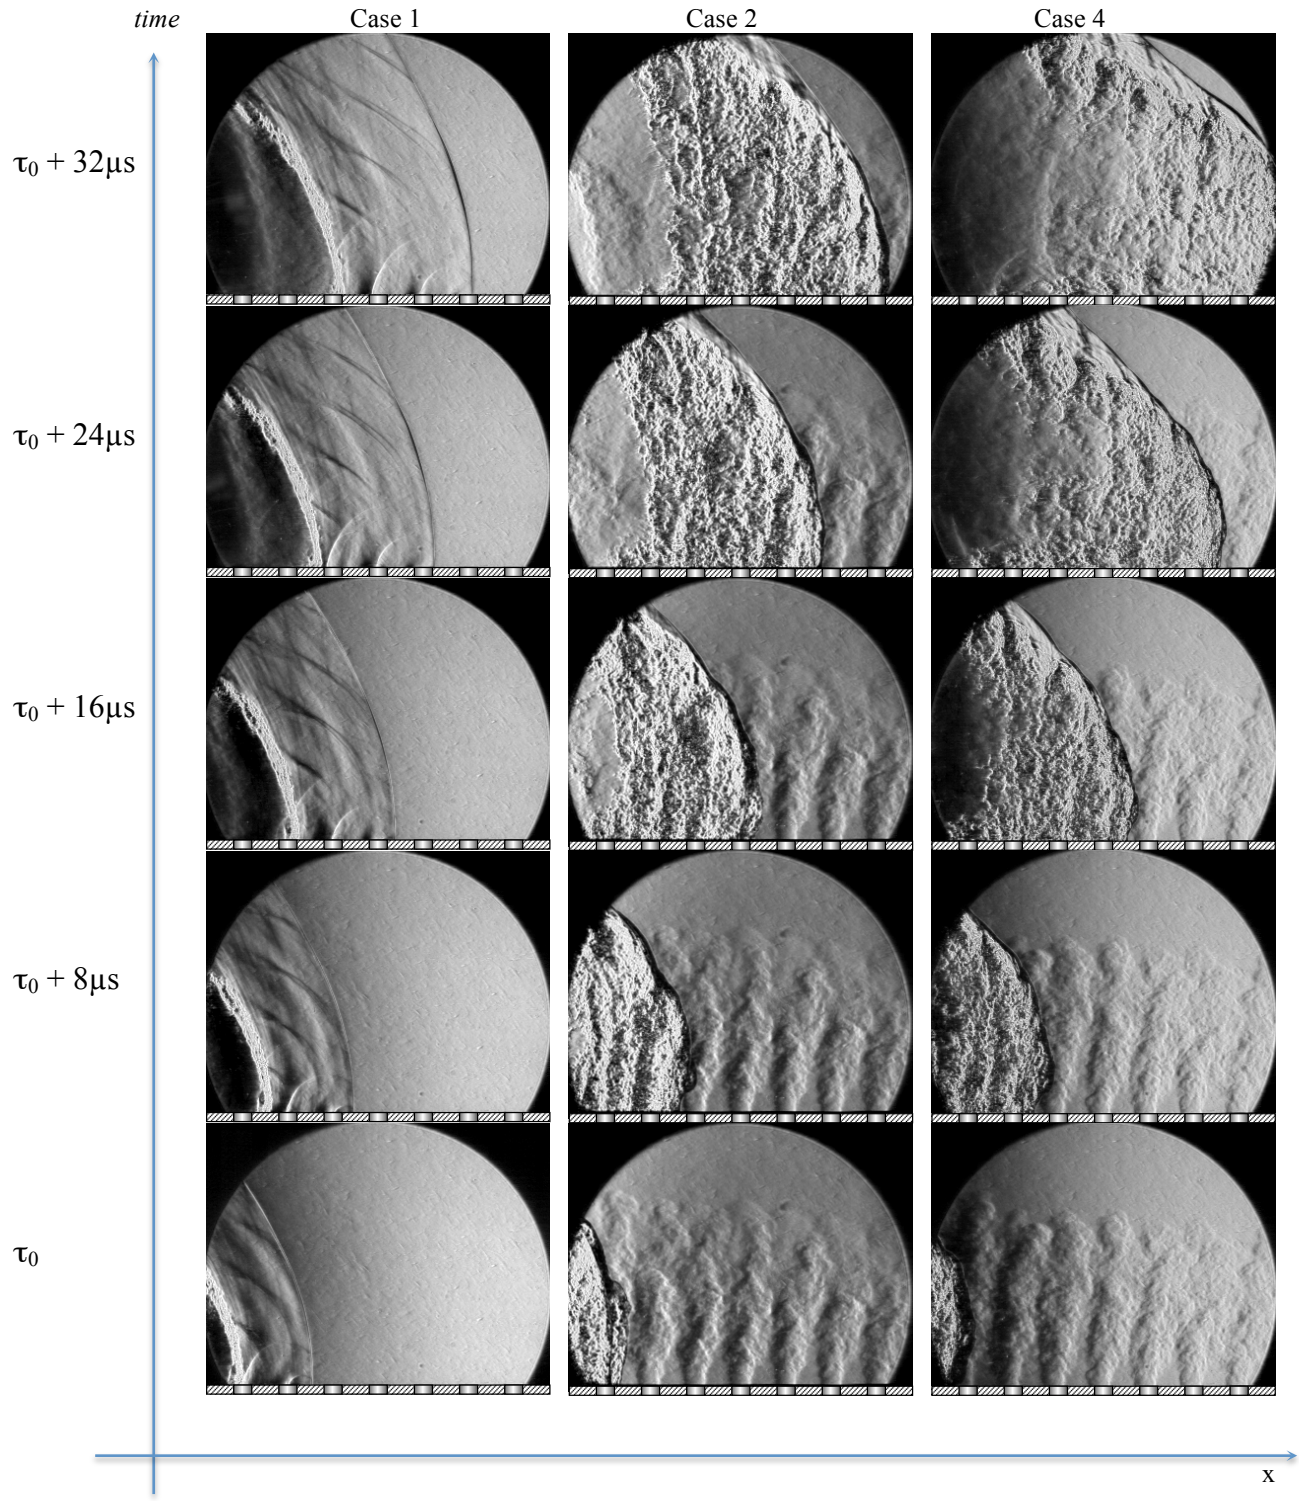 time Case 1 Case 2 Case 4
τ0 + 32µs
τ0 + 24µs
τ0 + 16µs
τ0 + 8µs
τ0
x